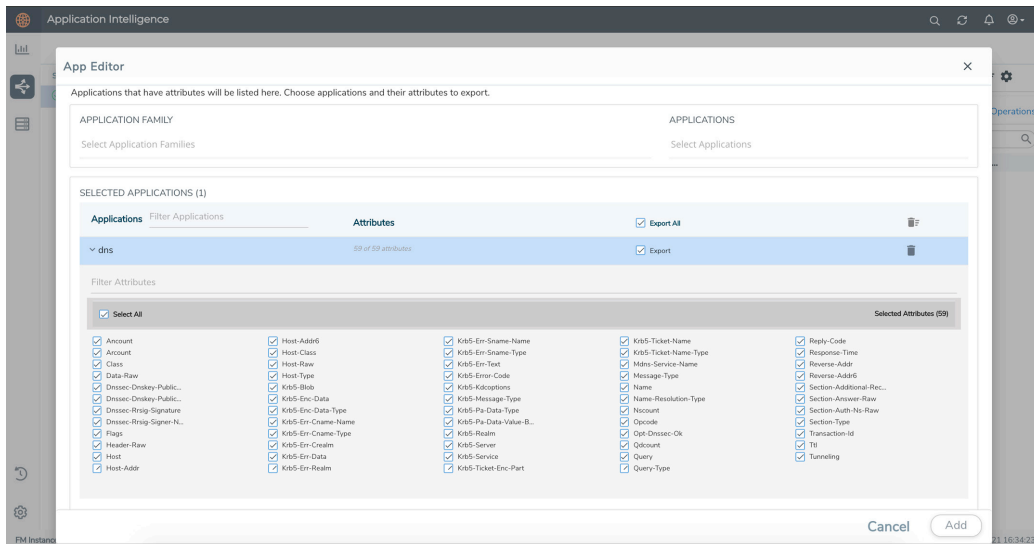 Application Intelligence
App Editor
Applications that have attributes will be listed here. Choose applications and their attributes to export.
APPLICATION FAMILY
APPLICATIONS
Select Application Families
Select Applications
Operations
SELECTED APPLICATIONS (1)
Applications Filter Applications Attributes Export All
dns 59 of 59 attributes Export
Filter Attributes
Select All Selected Attributes (59)
Ancount Host-Addr6 Krb5-Err-Sname-Name Krb5-Ticket-Name Reply-Code
Arcount Host-Class Krb5-Err-Sname-Type Krb5-Ticket-Name-Type Response-Time
Class Host-Raw Krb5-Err-Text Mdns-Service-Name Reverse-Addr
Data-Raw Host-Type Krb5-Error-Code Message-Type Reverse-Addr6
Dnssec-Dnskey-Public... Krb5-Blob Krb5-Kdcoptions Name Section-Additional-Rec...
Dnssec-Dnskey-Public... Krb5-Enc-Data Krb5-Message-Type Name-Resolution-Type Section-Answer-Raw
Dnssec-Rrsig-Signature Krb5-Enc-Data-Type Krb5-Pa-Data-Type Nscount Section-Auth-Ns-Raw
Dnssec-Rrsig-Signer-N... Krb5-Err-Cname-Name Krb5-Pa-Data-Value-B... Opcode Section-Type
Flags Krb5-Err-Cname-Type Krb5-Realm Opt-Dnssec-Ok Transaction-Id
Header-Raw Krb5-Err-Crealm Krb5-Server Qdcount Ttl
Host Krb5-Err-Data Krb5-Service Query Tunneling
Host-Addr Krb5-Err-Realm Krb5-Ticket-Enc-Part Query-Type
Cancel Add
FM Instanc 21 16:34:23